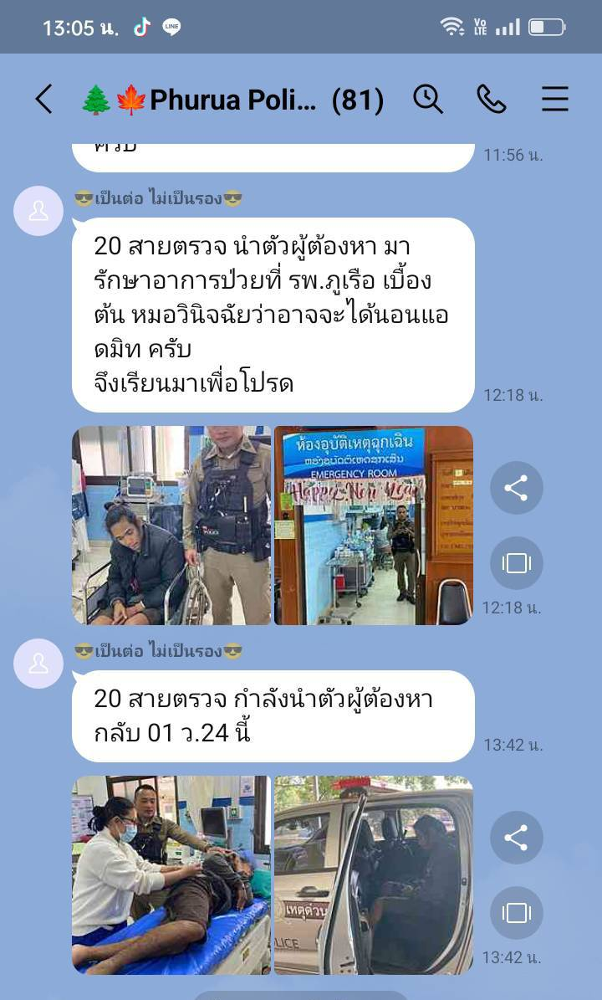 13:05 น. LINE Vo LTE
Phurua Poli... (81)
ครับ
11:56 น.
😎เป็นต่อ ไม่เป็นรอง😎
20 สายตรวจ นำตัวผู้ต้องหา มา
รักษาอาการป่วยที่ รพ.ภูเรือ เบื้อง
ต้น หมอวินิจฉัยว่าอาจจะได้นอนแอ
ดมิท ครับ
จึงเรียนมาเพื่อโปรด
12:18 น.
POLICE
ห้องอุบัติเหตุฉุกเฉิน
EMERGENCY ROOM
Happy New Year
12:18 น.
😎เป็นต่อ ไม่เป็นรอง😎
20 สายตรวจ กำลังนำตัวผู้ต้องหา
กลับ 01 ว.24 นี้
13:42 น.
เหตุด่วน
LICE
13:42 น.